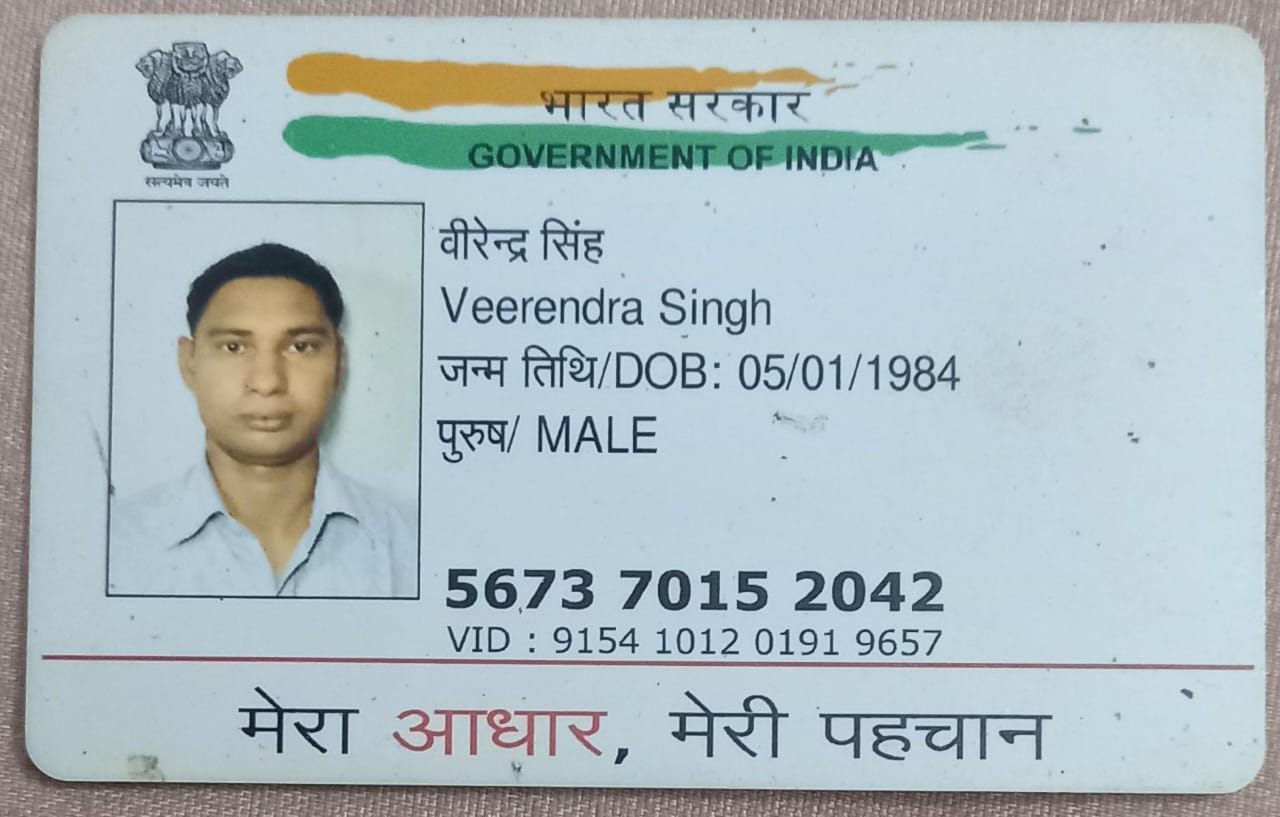 भारत सरकार
GOVERNMENT OF INDIA
सत्यमेव जयते
वीरेन्द्र सिंह
Veerendra Singh
जन्म तिथि/DOB: 05/01/1984
पुरुष/ MALE
5673 7015 2042
VID : 9154 1012 0191 9657
मेरा आधार, मेरी पहचान